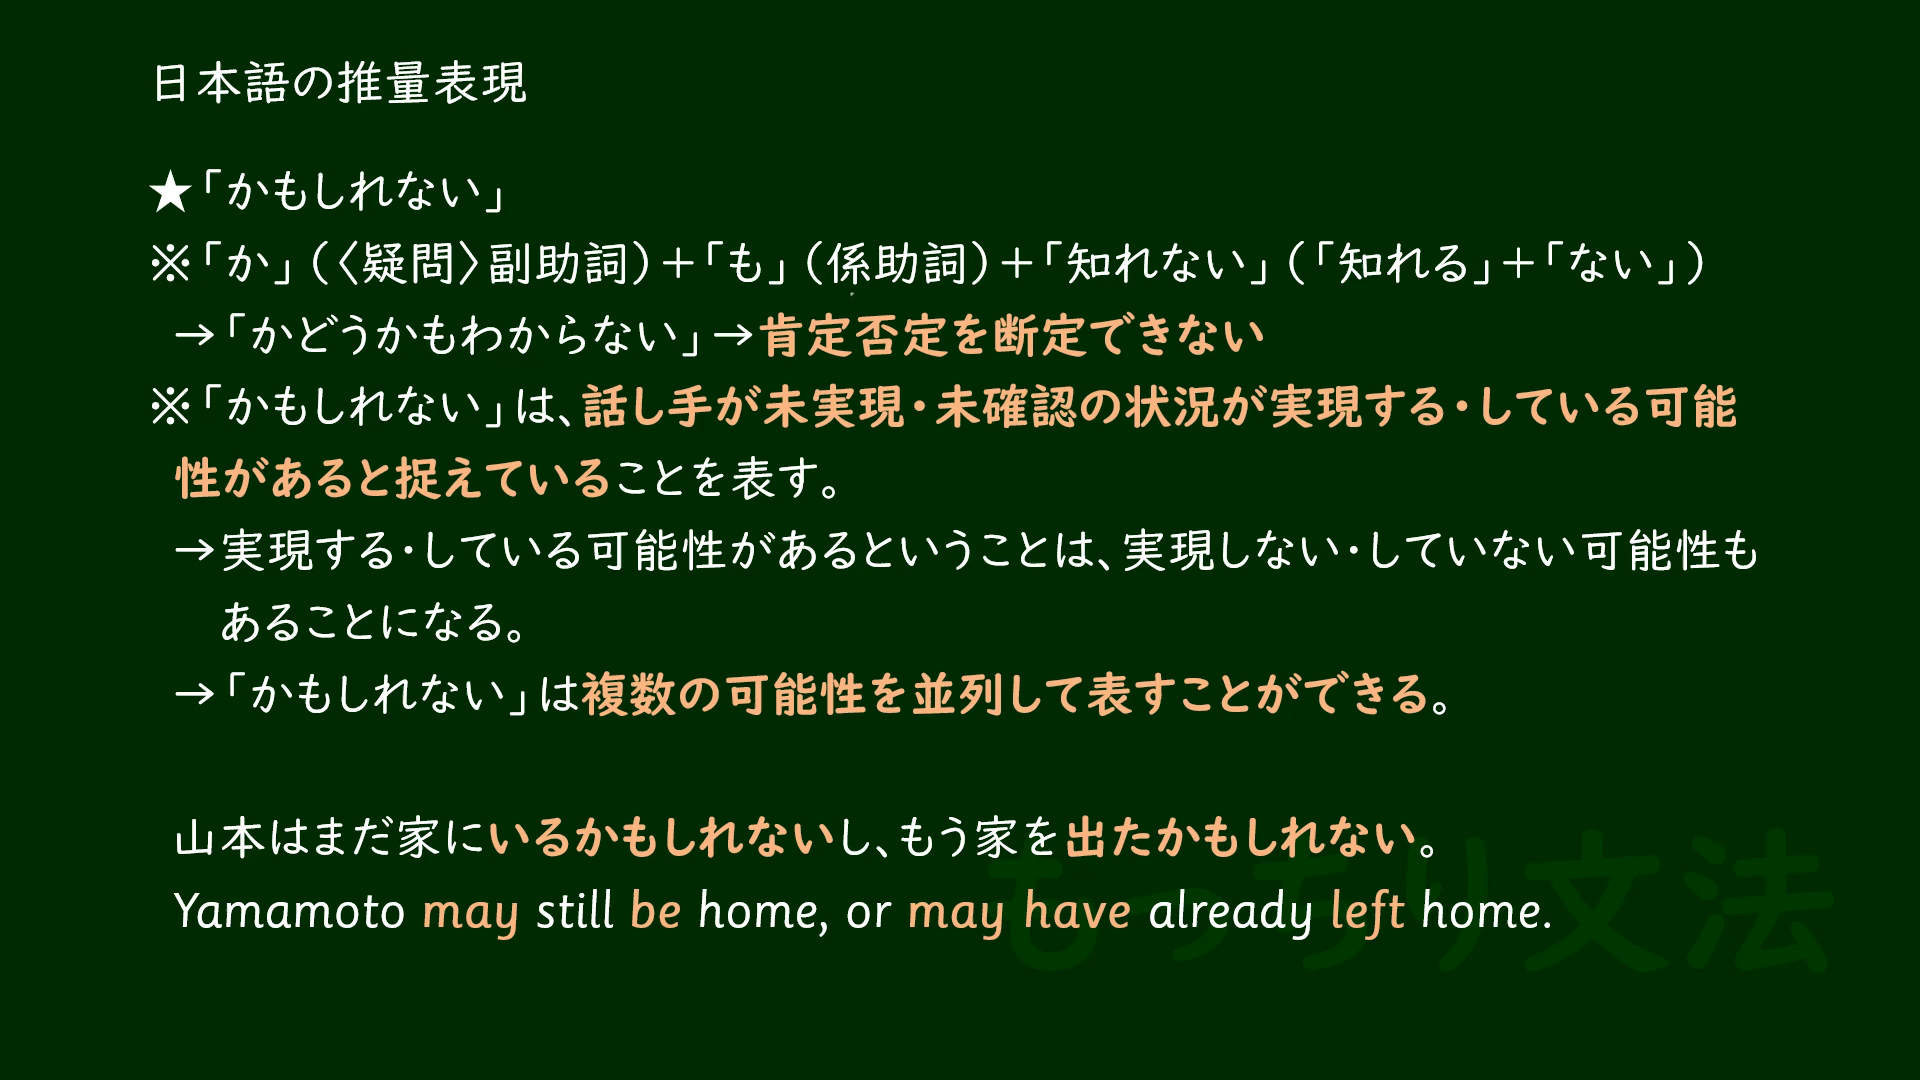 日本語の推量表現
★「かもしれない」
※「か」(〈疑問〉副助詞)+「も」(係助詞)+「知れない」(「知れる」+「ない」)
→「かどうかもわからない」→肯定否定を断定できない
※「かもしれない」は、話し手が未実現・未確認の状況が実現する・している可能
性があると捉えていることを表す。
→実現する・している可能性があるということは、実現しない・していない可能性も
あることになる。
→「かもしれない」は複数の可能性を並列して表すことができる。
山本はまだ家にいるかもしれないし、もう家を出たかもしれない。
Yamamoto may still be home, or may have already left home.
もっちり文法